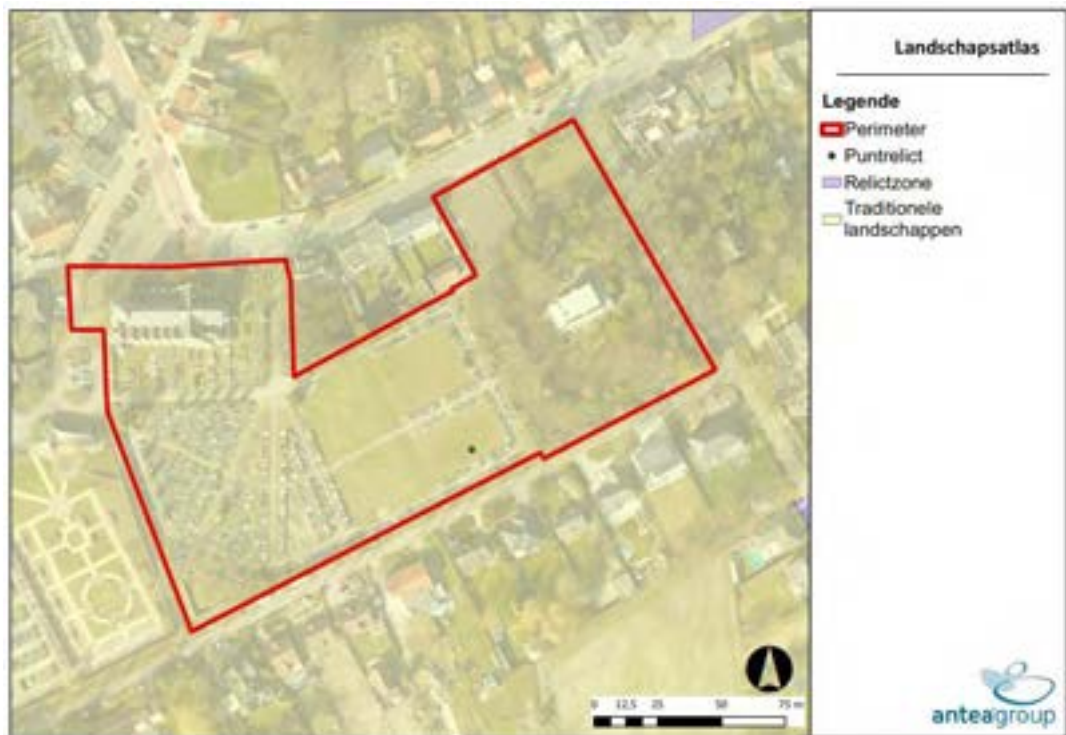 Landschapsatlas
Legende
Perimeter
Puntrelict
Relictzone
Traditionele
landschappen
0 12,5 25 50 75 m
anteagroup